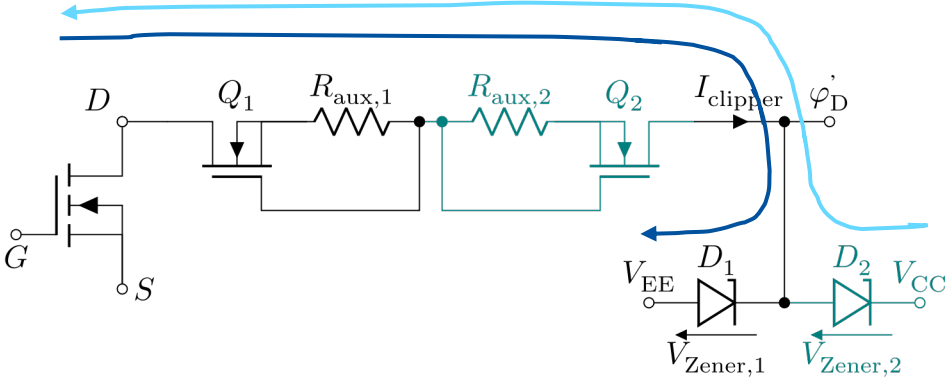 D
Q1
Raux,1
Raux,2
Q2
Iclipper
φ'D
G
S
VEE
D1
D2
VCC
VZener,1
VZener,2